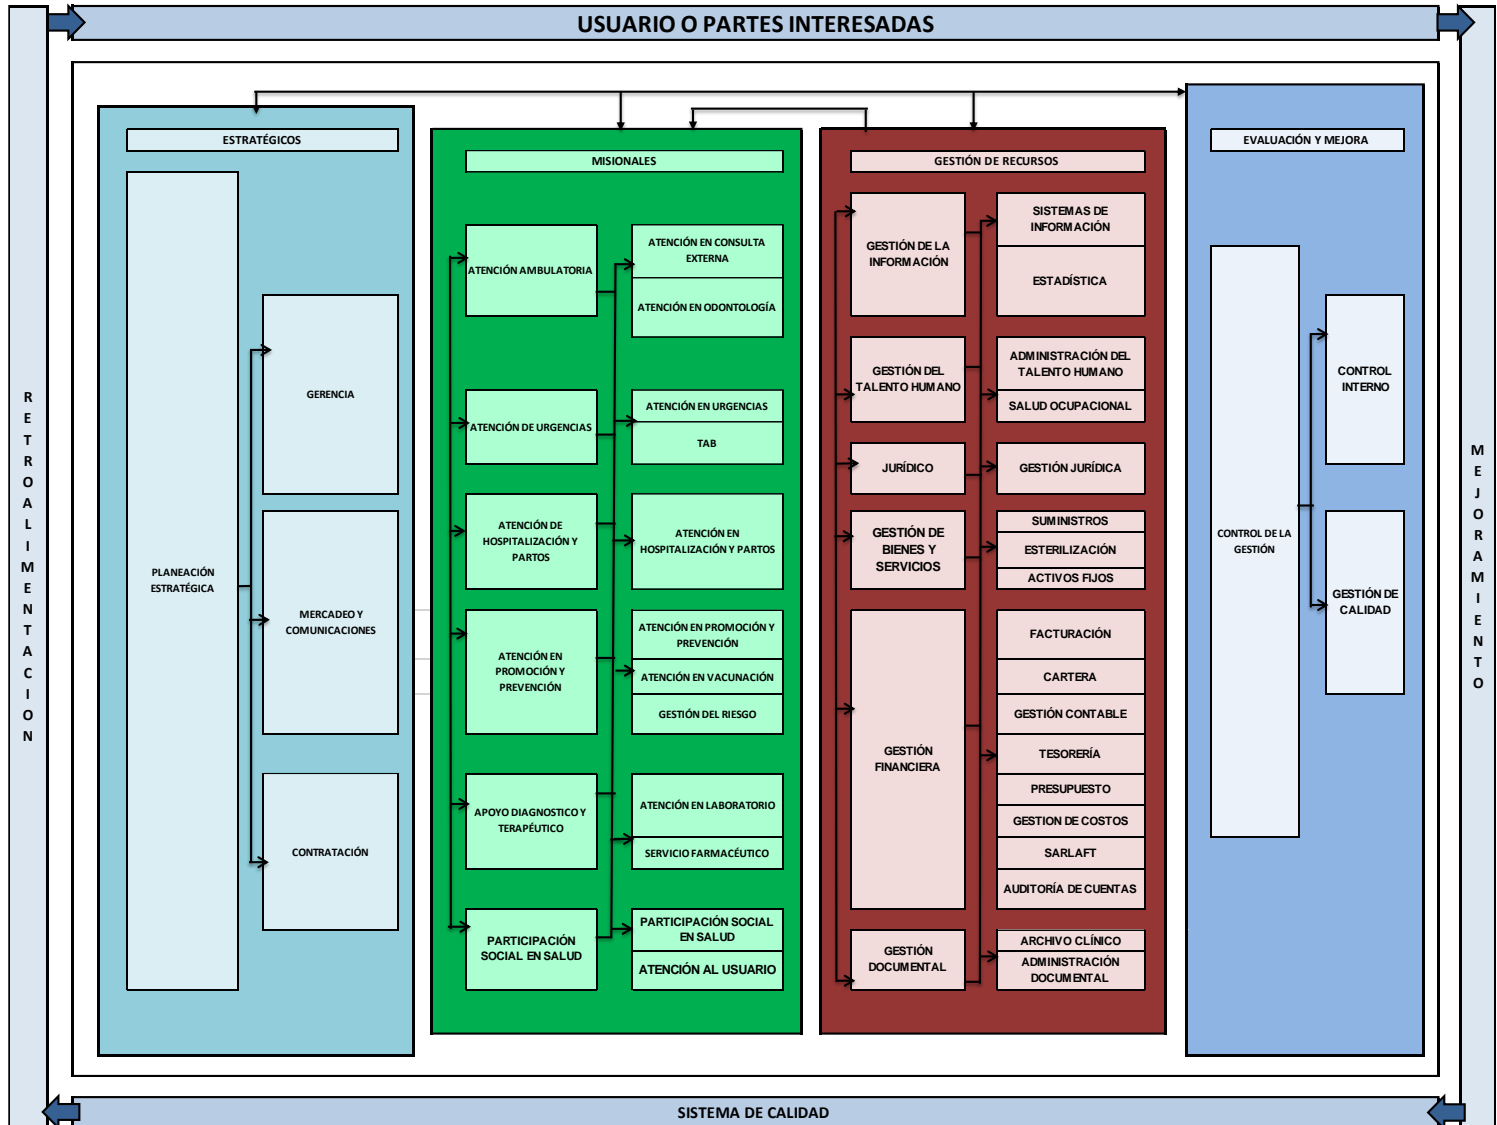 USUARIO O PARTES INTERESADAS
RETROALIMENTACION
ESTRATÉGICOS
PLANEACIÓN
ESTRATÉGICA
GERENCIA
MERCADEO Y
COMUNICACIONES
CONTRATACIÓN
MISIONALES
ATENCIÓN AMBULATORIA
ATENCIÓN EN CONSULTA
EXTERNA
ATENCIÓN EN ODONTOLOGÍA
ATENCIÓN DE URGENCIAS
ATENCIÓN EN URGENCIAS
TAB
ATENCIÓN DE
HOSPITALIZACIÓN Y
PARTOS
ATENCIÓN EN
HOSPITALIZACIÓN Y PARTOS
ATENCIÓN EN
PROMOCIÓN Y
PREVENCIÓN
ATENCIÓN EN PROMOCIÓN Y
PREVENCIÓN
ATENCIÓN EN VACUNACIÓN
GESTIÓN DEL RIESGO
APOYO DIAGNOSTICO Y
TERAPÉUTICO
ATENCIÓN EN LABORATORIO
SERVICIO FARMACÉUTICO
PARTICIPACIÓN
SOCIAL EN SALUD
PARTICIPACIÓN SOCIAL
EN SALUD
ATENCIÓN AL USUARIO
GESTIÓN DE RECURSOS
GESTIÓN DE LA
INFORMACIÓN
SISTEMAS DE
INFORMACIÓN
ESTADÍSTICA
GESTIÓN DEL
TALENTO HUMANO
ADMINISTRACIÓN DEL
TALENTO HUMANO
SALUD OCUPACIONAL
JURÍDICO
GESTIÓN JURÍDICA
GESTIÓN DE
BIENES Y
SERVICIOS
SUMINISTROS
ESTERILIZACIÓN
ACTIVOS FIJOS
GESTIÓN
FINANCIERA
FACTURACIÓN
CARTERA
GESTIÓN CONTABLE
TESORERÍA
PRESUPUESTO
GESTION DE COSTOS
SARLAFT
AUDITORÍA DE CUENTAS
GESTIÓN
DOCUMENTAL
ARCHIVO CLÍNICO
ADMINISTRACIÓN
DOCUMENTAL
EVALUACIÓN Y MEJORA
CONTROL DE LA
GESTIÓN
CONTROL
INTERNO
GESTIÓN DE
CALIDAD
MEJORAMIENTO
SISTEMA DE CALIDAD